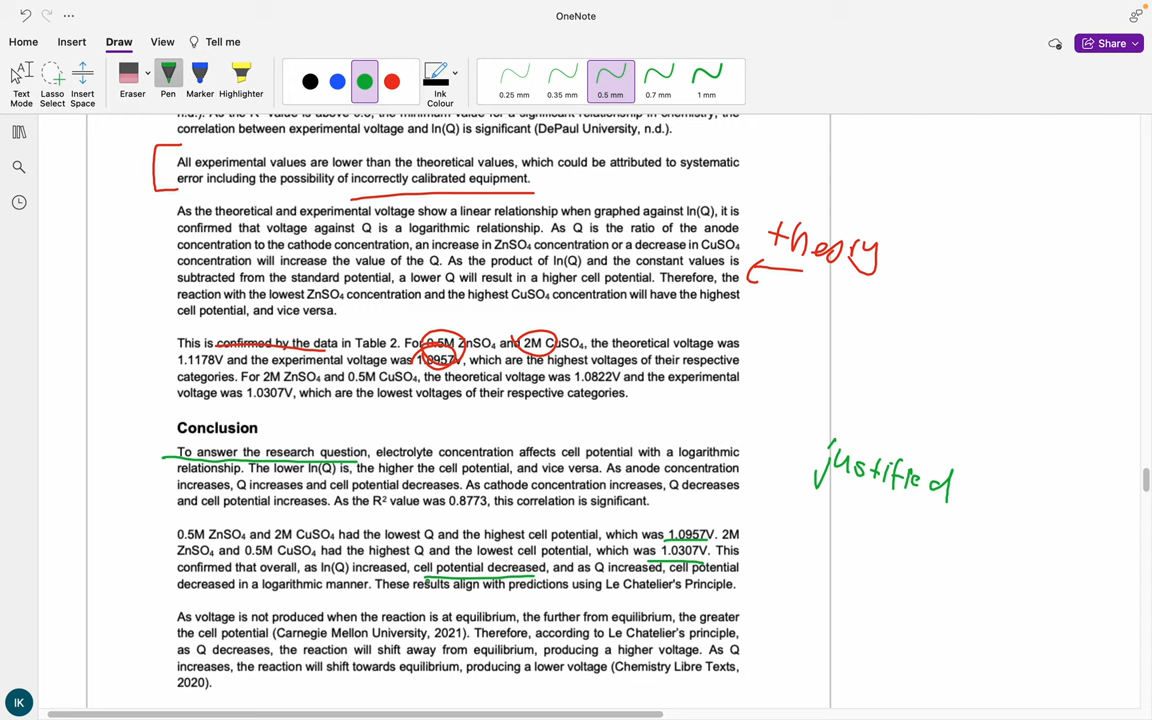 OneNote
Home Insert Draw View Tell me
Share
Text Mode
Lasso Select
Insert Space
Eraser
Pen
Marker
Highlighter
Ink Colour
0.25 mm
0.35 mm
0.5 mm
0.7 mm
1 mm
correlation between experimental voltage and ln(Q) is significant (DePaul University, n.d.).
All experimental values are lower than the theoretical values, which could be attributed to systematic
error including the possibility of incorrectly calibrated equipment.
As the theoretical and experimental voltage show a linear relationship when graphed against ln(Q), it is
confirmed that voltage against Q is a logarithmic relationship. As Q is the ratio of the anode
concentration to the cathode concentration, an increase in ZnSO₄ concentration or a decrease in CuSO₄
concentration will increase the value of the Q. As the product of ln(Q) and the constant values is
subtracted from the standard potential, a lower Q will result in a higher cell potential. Therefore, the
reaction with the lowest ZnSO₄ concentration and the highest CuSO₄ concentration will have the highest
cell potential, and vice versa.
theory
This is confirmed by the data in Table 2. For 0.5M ZnSO₄ and 2M CuSO₄, the theoretical voltage was
1.1178V and the experimental voltage was 1.0957V, which are the highest voltages of their respective
categories. For 2M ZnSO₄ and 0.5M CuSO₄, the theoretical voltage was 1.0822V and the experimental
voltage was 1.0307V, which are the lowest voltages of their respective categories.
Conclusion
To answer the research question, electrolyte concentration affects cell potential with a logarithmic
relationship. The lower ln(Q) is, the higher the cell potential, and vice versa. As anode concentration
increases, Q increases and cell potential decreases. As cathode concentration increases, Q decreases
and cell potential increases. As the R² value was 0.8773, this correlation is significant.
justified
0.5M ZnSO₄ and 2M CuSO₄ had the lowest Q and the highest cell potential, which was 1.0957V. 2M
ZnSO₄ and 0.5M CuSO₄ had the highest Q and the lowest cell potential, which was 1.0307V. This
confirmed that overall, as ln(Q) increased, cell potential decreased, and as Q increased, cell potential
decreased in a logarithmic manner. These results align with predictions using Le Chatelier's Principle.
As voltage is not produced when the reaction is at equilibrium, the further from equilibrium, the greater
the cell potential (Carnegie Mellon University, 2021). Therefore, according to Le Chatelier's principle,
as Q decreases, the reaction will shift away from equilibrium, producing a higher voltage. As Q
increases, the reaction will shift towards equilibrium, producing a lower voltage (Chemistry Libre Texts,
2020).
IK